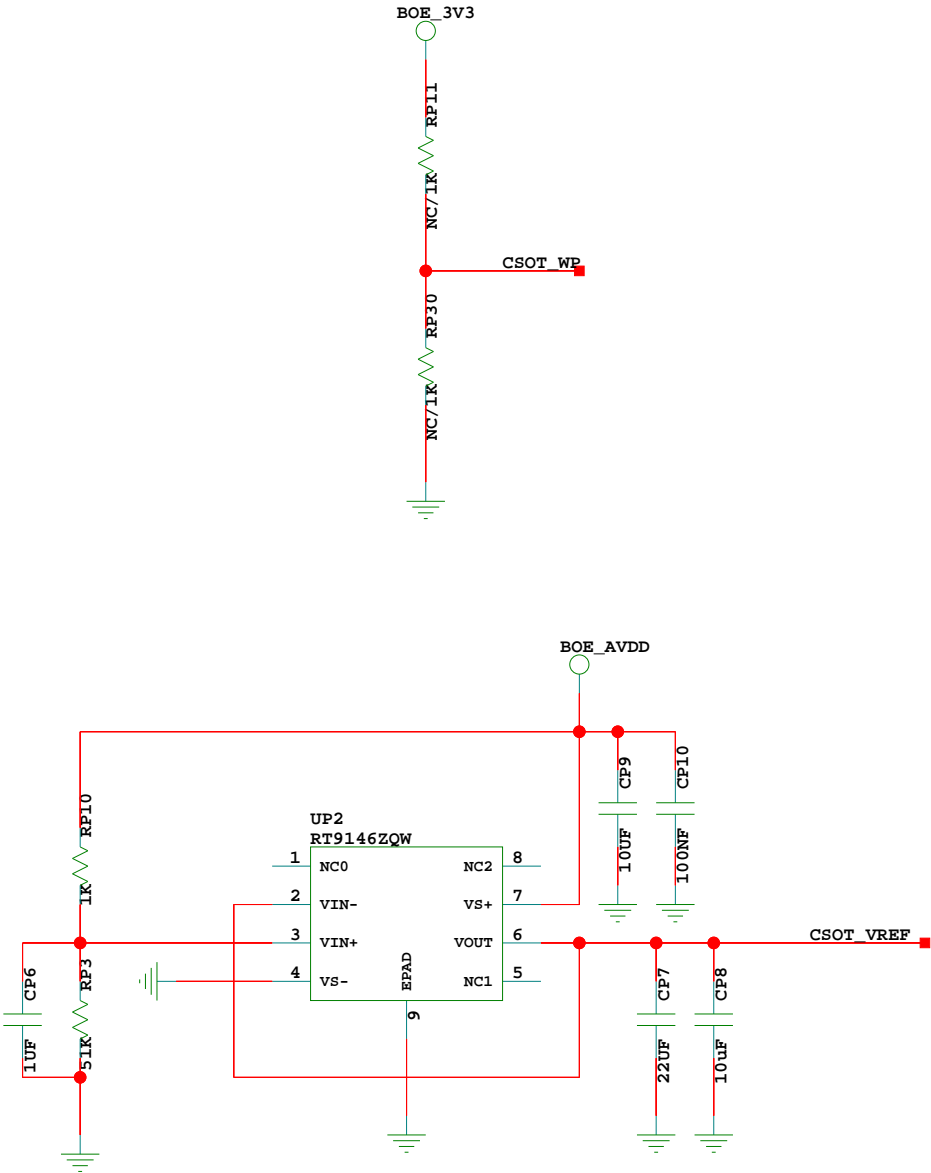 BOE_3V3
RP11
NC/1K
CSOT_WP
RP30
NC/1K
BOE_AVDD
CP9
10UF
CP10
100NF
RP10
1K
UP2
RT9146ZQW
1
NC0
NC2
8
2
VIN-
VS+
7
3
VIN+
VOUT
6
4
VS-
NC1
5
EPAD
9
CSOT_VREF
CP6
1UF
RP3
51K
CP7
22UF
CP8
10uF